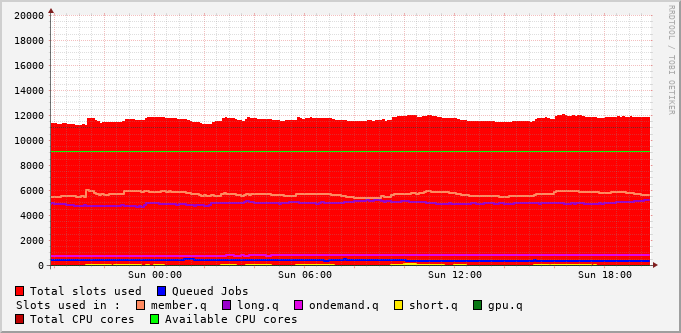 20000
18000
16000
14000
12000
10000
8000
6000
4000
2000
0
Sun 00:00 Sun 06:00 Sun 12:00 Sun 18:00
Total slots used Queued Jobs
Slots used in : member.q long.q ondemand.q short.q gpu.q
Total CPU cores Available CPU cores
RRDTOOL / TOBI OETIKER